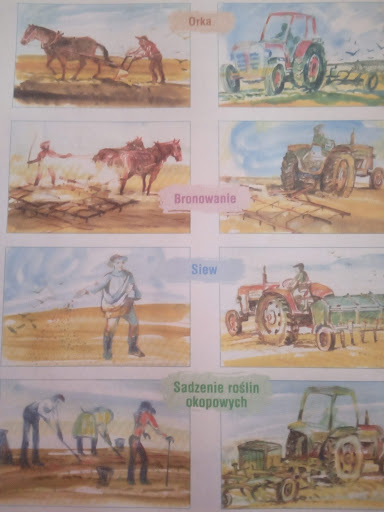 Orka
Bronowanie
Siew
Sadzenie roślin
okopowych